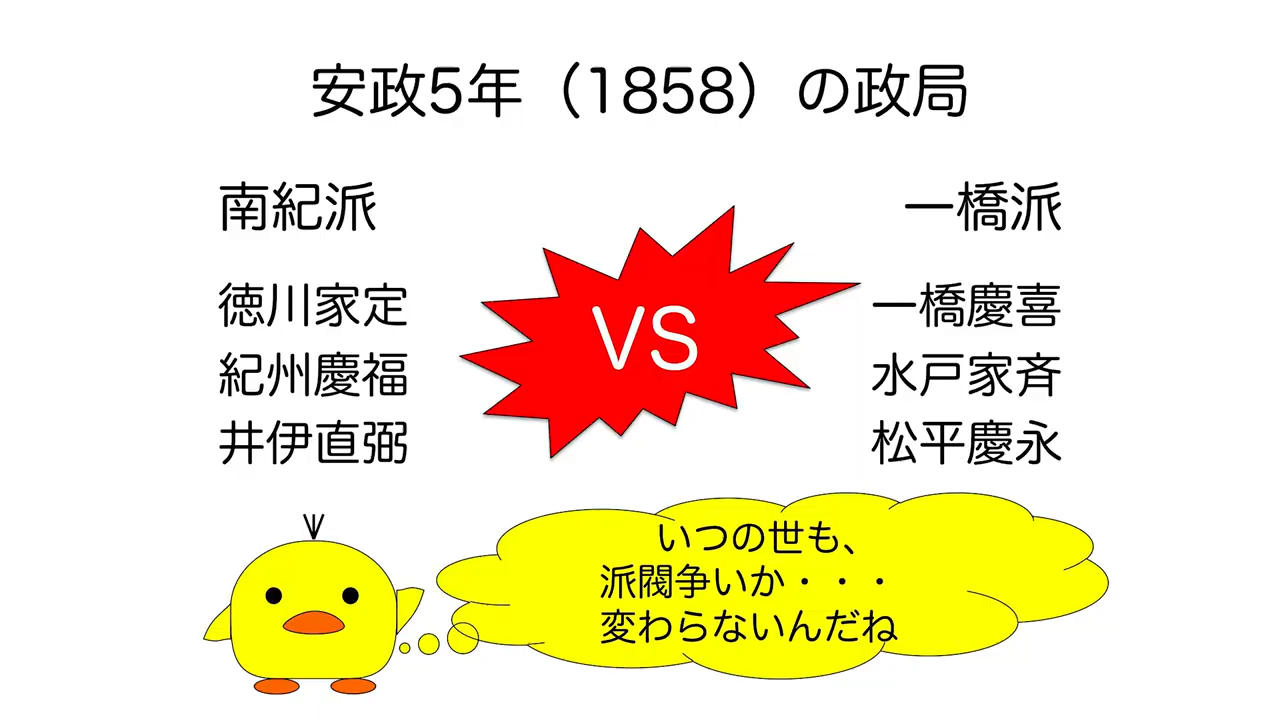 安政5年（1858）の政局
南紀派
徳川家定
紀州慶福
井伊直弼
VS
一橋派
一橋慶喜
水戸家斉
松平慶永
いつの世も、
派閥争いか・・・
変わらないんだね